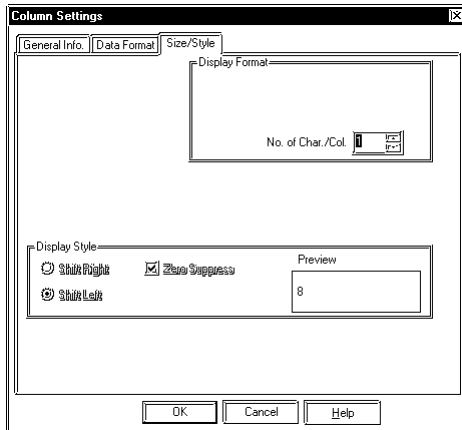 Column Settings
General Info. Data Format Size/Style
Display Format
No. of Char./Col. 1
Display Style
Shift Right Zero Suppress Preview
Shift Left 8
OK Cancel Help